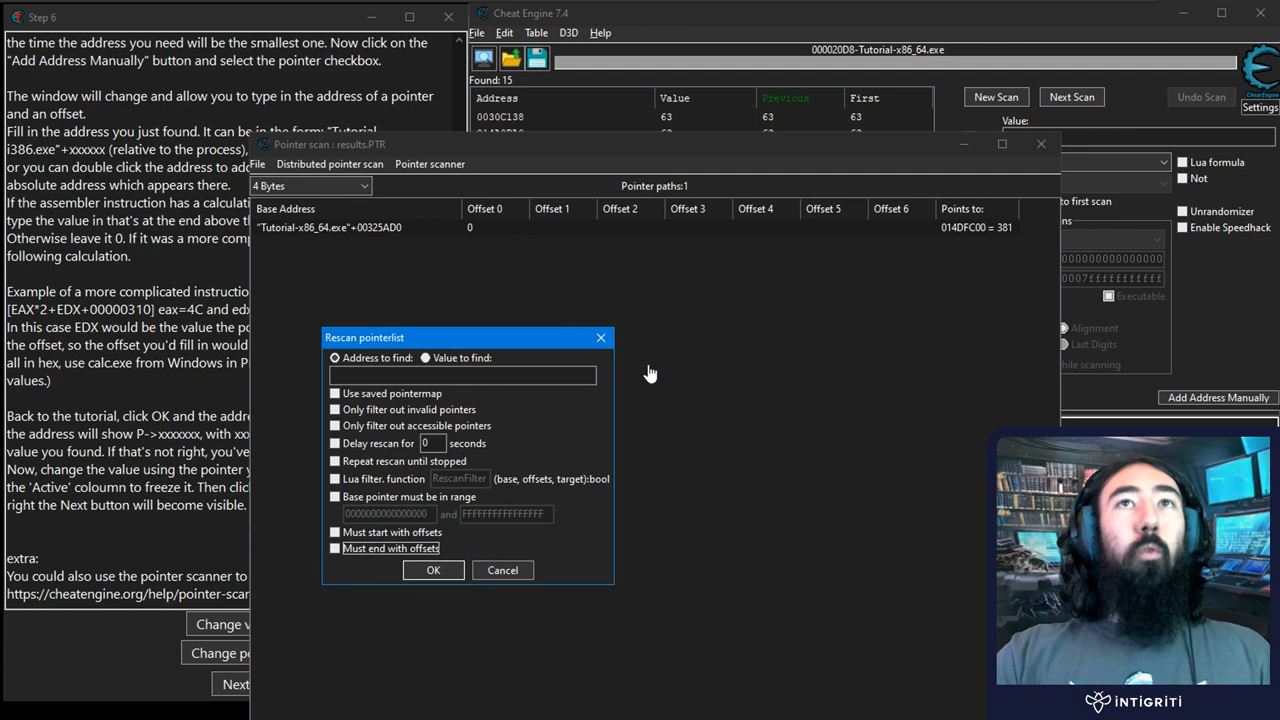 Step 6
the time the address you need will be the smallest one. Now click on the
"Add Address Manually" button and select the pointer checkbox.
The window will change and allow you to type in the address of a pointer
and an offset.
Fill in the address you just found. It can be in the form: "Tutorial-
i386.exe"+xxxxxx (relative to the process),
or you can double click the address to ad
absolute address which appears there.
If the assembler instruction has a calculati
type the value in that's at the end above th
Otherwise leave it 0. If it was a more comp
following calculation.
Example of a more complicated instruction
[EAX*2+EDX+00000310] eax=4C and edx
In this case EDX would be the value the po
the offset, so the offset you'd fill in would
all in hex, use calc.exe from Windows in P
values.)
Back to the tutorial, click OK and the addre
the address will show P->xxxxxxx, with xxx
value you found. If that's not right, you've
Now, change the value using the pointer y
the 'Active' coloumn to freeze it. Then clic
right the Next button will become visible.
extra:
You could also use the pointer scanner to
https://cheatengine.org/help/pointer-scan
Change v
Change po
Next
Cheat Engine 7.4
File Edit Table D3D Help
000020D8-Tutorial-x86_64.exe
Found: 15
Address Value Previous First
0030C138 63 63 63
New Scan Next Scan Undo Scan
Settings
Value:
Lua formula
Not
to first scan
Unrandomizer
Enable Speedhack
Executable
Alignment
Last Digits
while scanning
Add Address Manually
Pointer scan : results.PTR
File Distributed pointer scan Pointer scanner
4 Bytes
Pointer paths:1
Base Address Offset 0 Offset 1 Offset 2 Offset 3 Offset 4 Offset 5 Offset 6 Points to:
"Tutorial-x86_64.exe"+00325AD0 0 014DFC00 = 381
Rescan pointerlist
Address to find: Value to find:
Use saved pointermap
Only filter out invalid pointers
Only filter out accessible pointers
Delay rescan for 0 seconds
Repeat rescan until stopped
Lua filter. function RescanFilter (base, offsets, target):bool
Base pointer must be in range
0000000000000000 and FFFFFFFFFFFFFFFF
Must start with offsets
Must end with offsets
OK Cancel
INTIGRITI